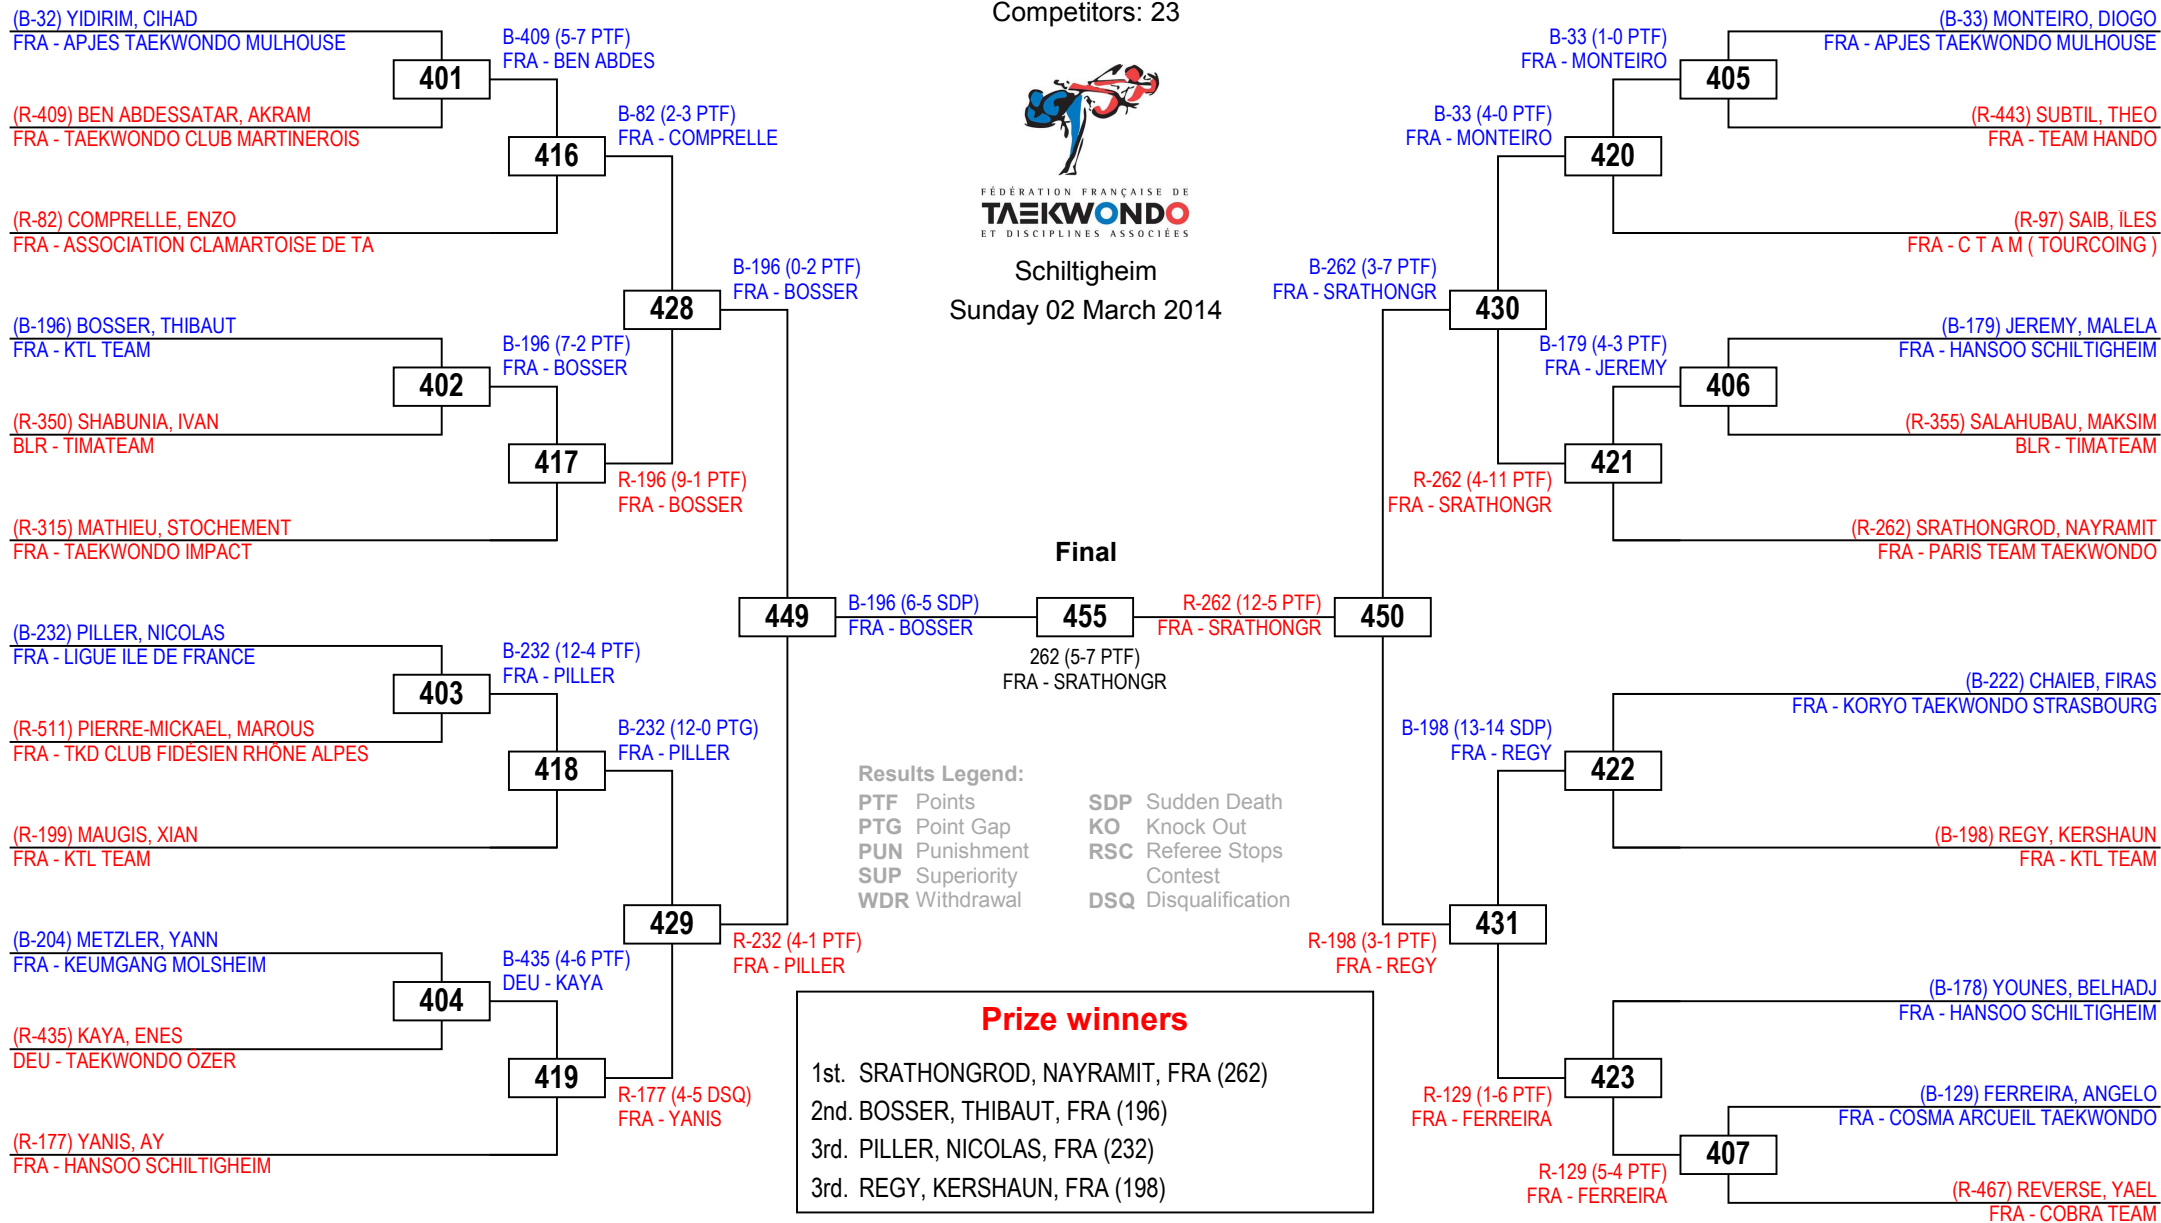 Competitors: 23
FÉDÉRATION FRANÇAISE DE
TAEKWONDO
ET DISCIPLINES ASSOCIÉES
Schiltigheim
Sunday 02 March 2014
(B-32) YIDIRIM, CIHAD
FRA - APJES TAEKWONDO MULHOUSE
401
(R-409) BEN ABDESSATAR, AKRAM
FRA - TAEKWONDO CLUB MARTINEROIS
B-409 (5-7 PTF)
FRA - BEN ABDES
416
(R-82) COMPRELLE, ENZO
FRA - ASSOCIATION CLAMARTOISE DE TA
B-82 (2-3 PTF)
FRA - COMPRELLE
428
(B-196) BOSSER, THIBAUT
FRA - KTL TEAM
402
(R-350) SHABUNIA, IVAN
BLR - TIMATEAM
B-196 (7-2 PTF)
FRA - BOSSER
417
(R-315) MATHIEU, STOCHEMENT
FRA - TAEKWONDO IMPACT
R-196 (9-1 PTF)
FRA - BOSSER
B-196 (0-2 PTF)
FRA - BOSSER
449
(B-232) PILLER, NICOLAS
FRA - LIGUE ILE DE FRANCE
403
(R-511) PIERRE-MICKAEL, MAROUS
FRA - TKD CLUB FIDÉSIEN RHÔNE ALPES
B-232 (12-4 PTF)
FRA - PILLER
418
(R-199) MAUGIS, XIAN
FRA - KTL TEAM
B-232 (12-0 PTG)
FRA - PILLER
429
(B-204) METZLER, YANN
FRA - KEUMGANG MOLSHEIM
404
(R-435) KAYA, ENES
DEU - TAEKWONDO ÖZER
B-435 (4-6 PTF)
DEU - KAYA
419
(R-177) YANIS, AY
FRA - HANSOO SCHILTIGHEIM
R-177 (4-5 DSQ)
FRA - YANIS
R-232 (4-1 PTF)
FRA - PILLER
Final
B-196 (6-5 SDP)
FRA - BOSSER
455
R-262 (12-5 PTF)
FRA - SRATHONGR
262 (5-7 PTF)
FRA - SRATHONGR
450
(B-33) MONTEIRO, DIOGO
FRA - APJES TAEKWONDO MULHOUSE
405
(R-443) SUBTIL, THEO
FRA - TEAM HANDO
B-33 (1-0 PTF)
FRA - MONTEIRO
420
(R-97) SAIB, ÏLES
FRA - C T A M ( TOURCOING )
B-33 (4-0 PTF)
FRA - MONTEIRO
430
B-262 (3-7 PTF)
FRA - SRATHONGR
(B-179) JEREMY, MALELA
FRA - HANSOO SCHILTIGHEIM
406
(R-355) SALAHUBAU, MAKSIM
BLR - TIMATEAM
B-179 (4-3 PTF)
FRA - JEREMY
421
(R-262) SRATHONGROD, NAYRAMIT
FRA - PARIS TEAM TAEKWONDO
R-262 (4-11 PTF)
FRA - SRATHONGR
(B-222) CHAIEB, FIRAS
FRA - KORYO TAEKWONDO STRASBOURG
422
(B-198) REGY, KERSHAUN
FRA - KTL TEAM
B-198 (13-14 SDP)
FRA - REGY
431
R-198 (3-1 PTF)
FRA - REGY
(B-178) YOUNES, BELHADJ
FRA - HANSOO SCHILTIGHEIM
423
R-129 (1-6 PTF)
FRA - FERREIRA
(B-129) FERREIRA, ANGELO
FRA - COSMA ARCUEIL TAEKWONDO
407
R-129 (5-4 PTF)
FRA - FERREIRA
(R-467) REVERSE, YAEL
FRA - COBRA TEAM
Results Legend:
PTF Points
PTG Point Gap
PUN Punishment
SUP Superiority
WDR Withdrawal
SDP Sudden Death
KO Knock Out
RSC Referee Stops
Contest
DSQ Disqualification
Prize winners
1st. SRATHONGROD, NAYRAMIT, FRA (262)
2nd. BOSSER, THIBAUT, FRA (196)
3rd. PILLER, NICOLAS, FRA (232)
3rd. REGY, KERSHAUN, FRA (198)